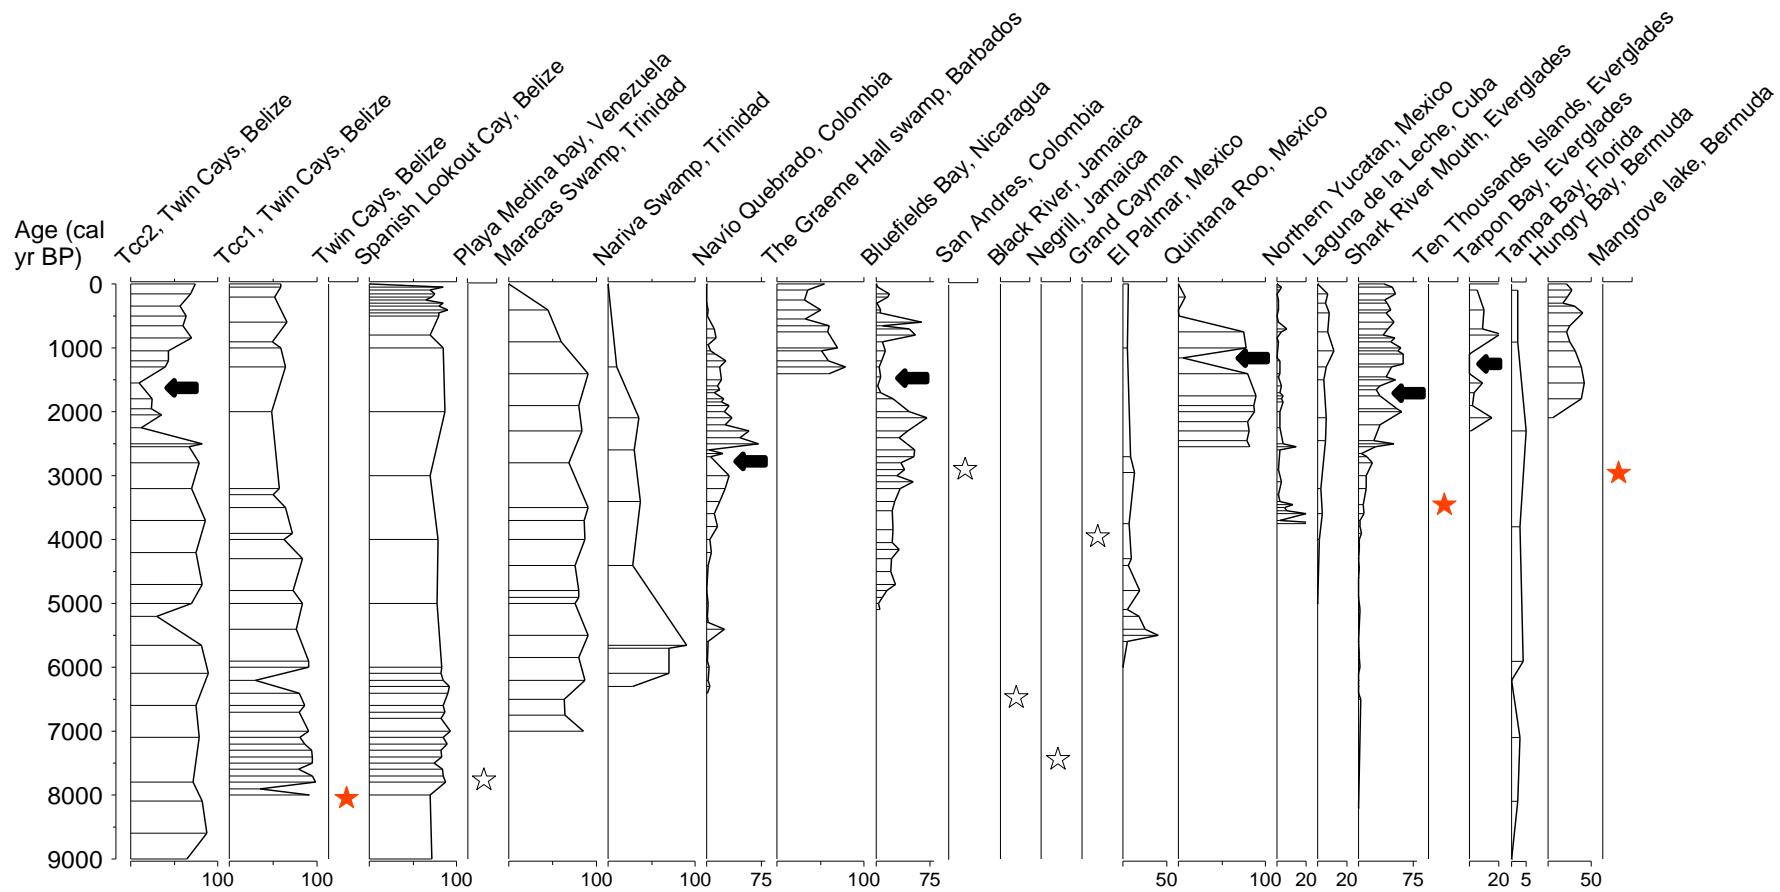 Tcc2, Twin Cays, Belize
Tcc1, Twin Cays, Belize
Twin Cays, Belize
Spanish Lookout Cay, Belize
Playa Medina bay, Venezuela
Maracas Swamp, Trinidad
Nariva Swamp, Trinidad
Navío Quebrado, Colombia
The Graeme Hall swamp, Barbados
Bluefields Bay, Nicaragua
San Andres, Colombia
Black River, Jamaica
Negrill, Jamaica
Grand Cayman
El Palmar, Mexico
Quintana Roo, Mexico
Northern Yucatan, Mexico
Laguna de la Leche, Cuba
Shark River Mouth, Everglades
Ten Thousands Islands, Everglades
Tarpon Bay, Everglades
Tampa Bay, Florida
Hungry Bay, Bermuda
Mangrove lake, Bermuda
Age (cal
yr BP)
0
1000
2000
3000
4000
5000
6000
7000
8000
9000
100 100 100 100 100 75 100 75 50 100 20 20 75 20 5 50